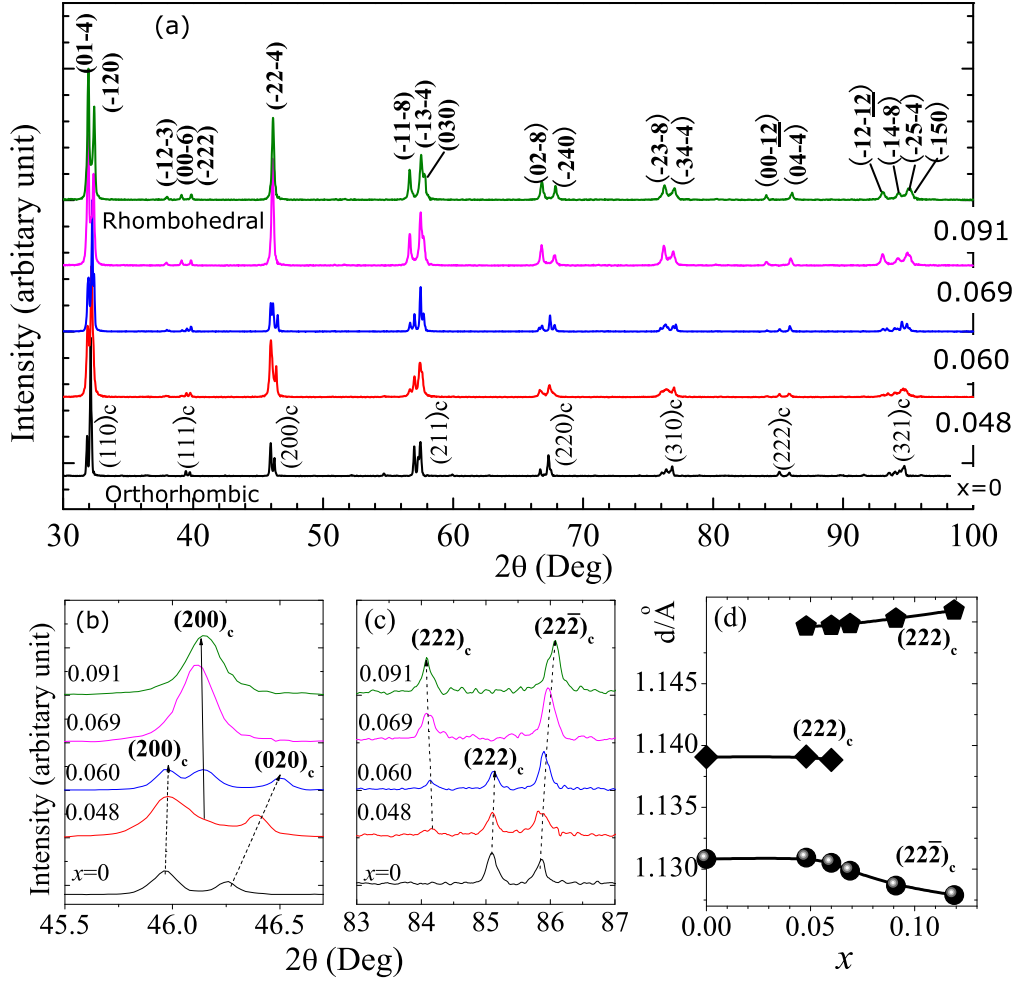 (a)
(01-4)
(-120)
(-12-3)
(00-6)
(-222)
(-22-4)
(-11-8)
(-13-4)
(030)
(02-8)
(-240)
(-23-8)
(-34-4)
(00-12)
(04-4)
(-12-12)
(-14-8)
(-25-4)
(-150)
Rhombohedral
0.091
0.069
0.060
0.048
(110)c
(111)c
(200)c
(211)c
(220)c
(310)c
(222)c
(321)c
Orthorhombic
x=0
30 40 50 60 70 80 90 100
2θ (Deg)
Intensity (arbitary unit)
(b)
(200)c
0.091
0.069
(200)c
(020)c
0.060
0.048
x=0
45.5 46.0 46.5
Intensity (arbitary unit)
(c)
(222)c
(222̅)c
0.091
0.069
(222)c
0.060
0.048
x=0
83 84 85 86 87
2θ (Deg)
d/A°
(d)
(222)c
1.145
(222)c
1.140
1.135
(222̅)c
1.130
0.00 0.05 0.10
x